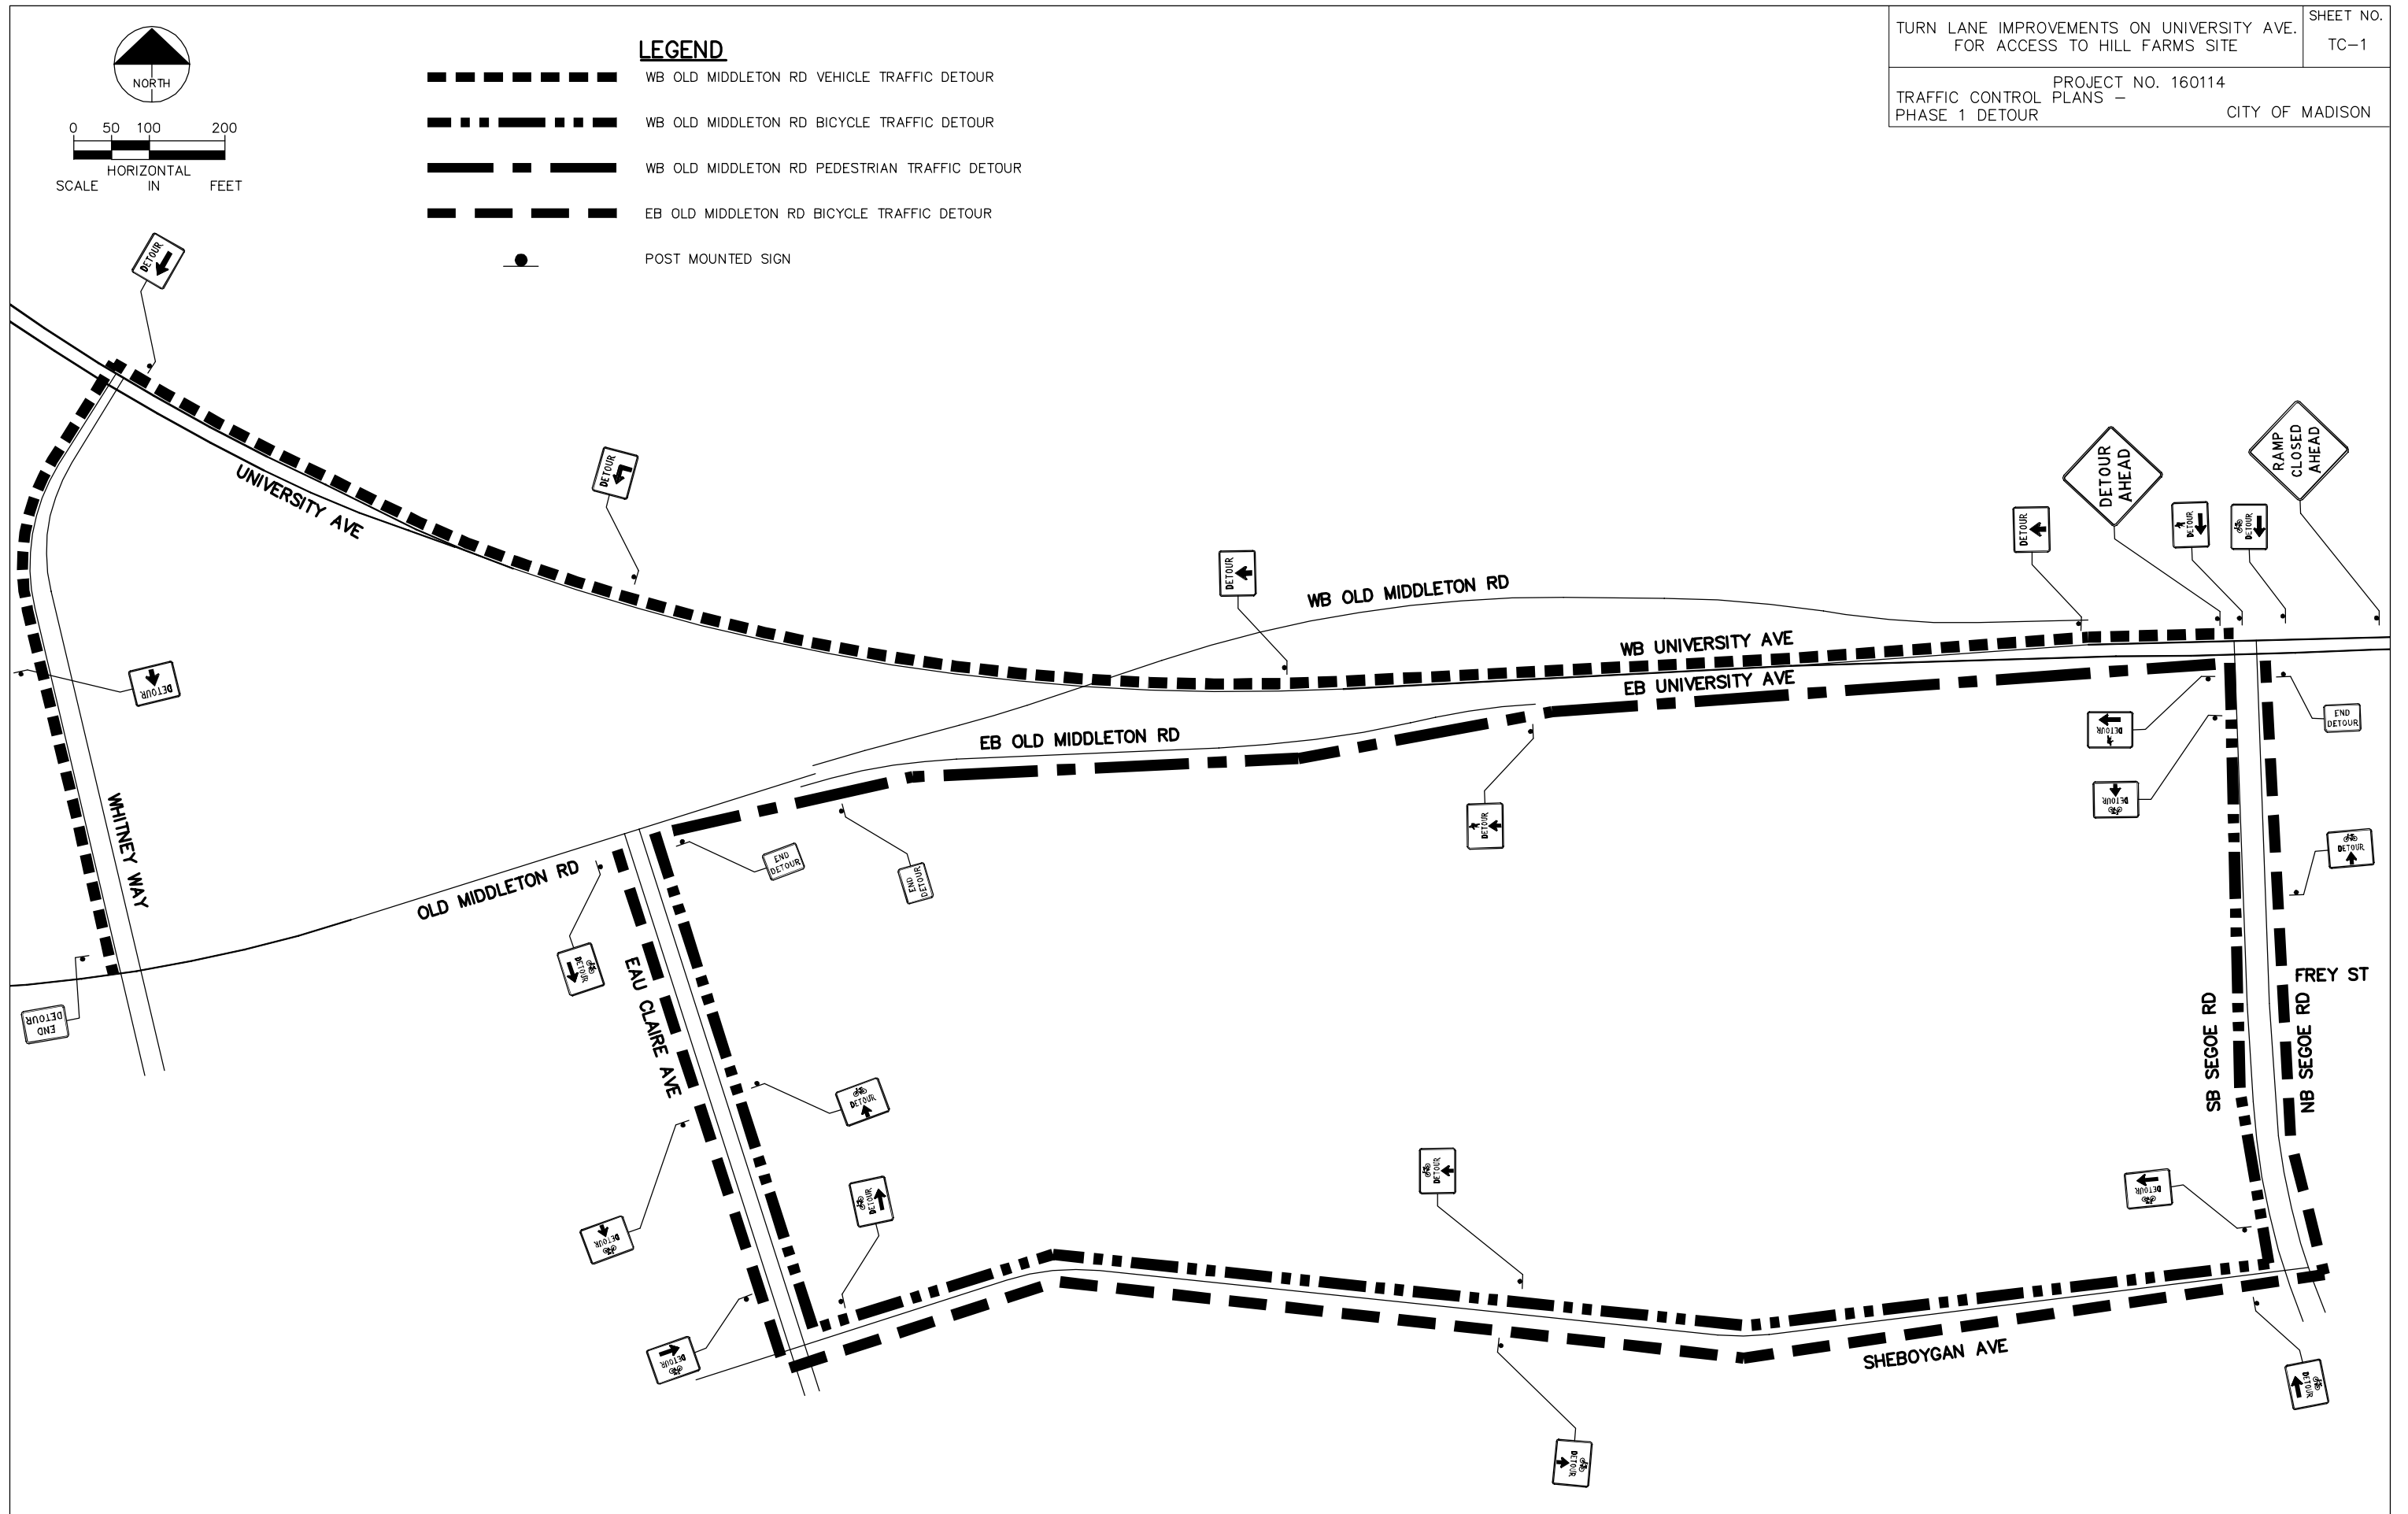 TURN LANE IMPROVEMENTS ON UNIVERSITY AVE.
FOR ACCESS TO HILL FARMS SITE
SHEET NO.
TC-1
PROJECT NO. 160114
TRAFFIC CONTROL PLANS -
PHASE 1 DETOUR
CITY OF MADISON
NORTH
0 50 100 200
HORIZONTAL
SCALE IN FEET
LEGEND
WB OLD MIDDLETON RD VEHICLE TRAFFIC DETOUR
WB OLD MIDDLETON RD BICYCLE TRAFFIC DETOUR
WB OLD MIDDLETON RD PEDESTRIAN TRAFFIC DETOUR
EB OLD MIDDLETON RD BICYCLE TRAFFIC DETOUR
POST MOUNTED SIGN
DETOUR
UNIVERSITY AVE
DETOUR
DETOUR
WB OLD MIDDLETON RD
DETOUR
DETOUR
AHEAD
DETOUR
DETOUR
RAMP
CLOSED
AHEAD
WB UNIVERSITY AVE
EB UNIVERSITY AVE
DETOUR
EB OLD MIDDLETON RD
DETOUR
END
DETOUR
DETOUR
DETOUR
DETOUR
WHITNEY WAY
OLD MIDDLETON RD
END
DETOUR
END
DETOUR
DETOUR
EAU CLAIRE AVE
END
DETOUR
FREY ST
SB SEGOE RD
NB SEGOE RD
DETOUR
DETOUR
DETOUR
DETOUR
DETOUR
DETOUR
DETOUR
SHEBOYGAN AVE
DETOUR
DETOUR